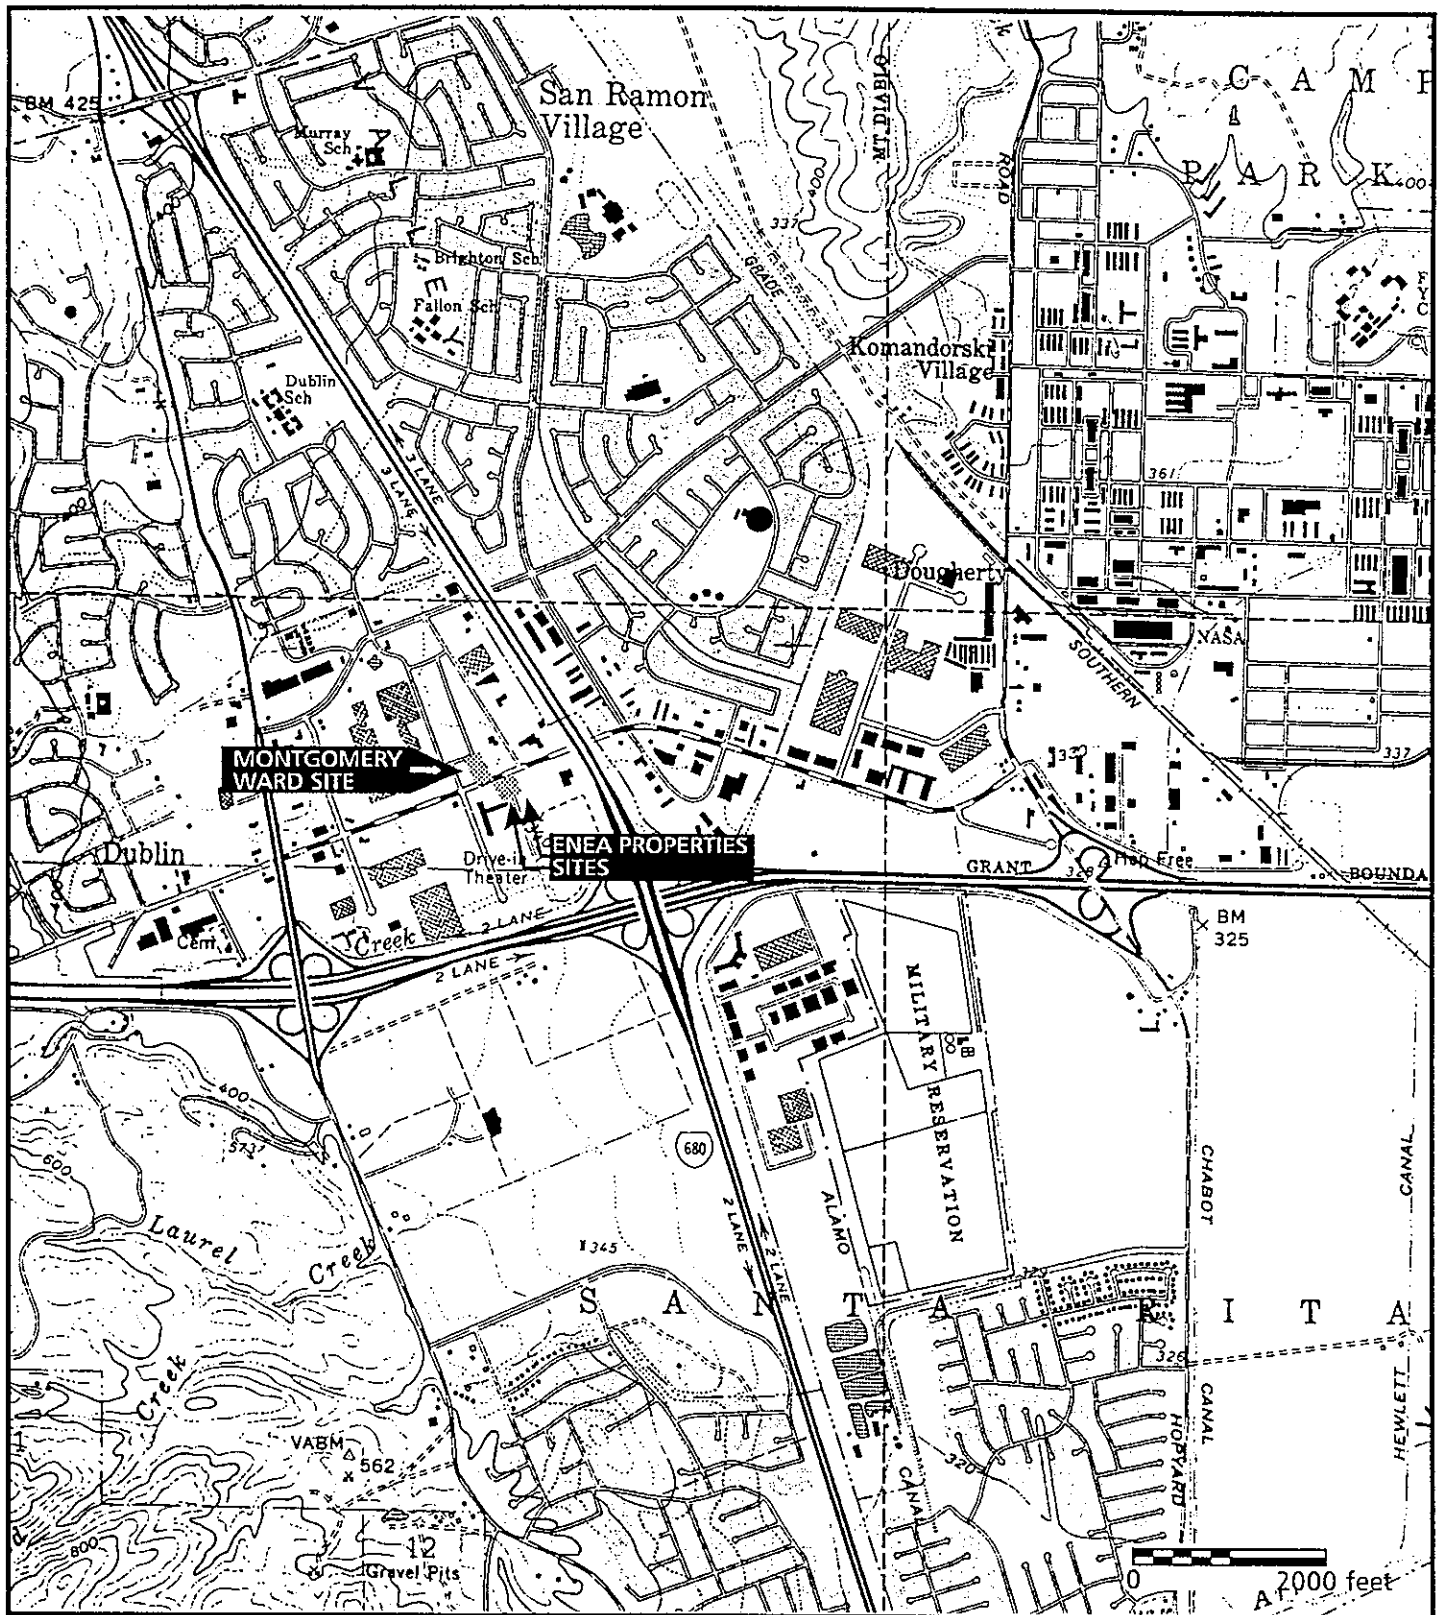 BM 425
San Ramon
Village
Murray
Sch
V A L L E Y
MT DIABLO
ROAD
C A M P
P A R K S
400
400
337
GRADE
Brighton Sch
Fallon Sch
Dublin
Sch
Komandorski
Village
3 LANE
3 LANE
361
Dougherty
NASA
SOUTHERN
MONTGOMERY
WARD SITE
337
Dublin
ENEA PROPERTIES
SITES
Drive-in
Theater
GRANT
328
Hop Free
BOUNDA
BM
325
Cem
Creek
2 LANE
2 LANE
MILITARY RESERVATION
400
573
600
680
2 LANE
2 LANE
ALAMO
CHABOT
CANAL
Laurel
Creek
345
S A N T A R I T A
329
326
Creek
VABM
562
CANAL
320
CANAL
HOPYARD
HEWLETT
800
12
Gravel Pits
0 2000 feet
A